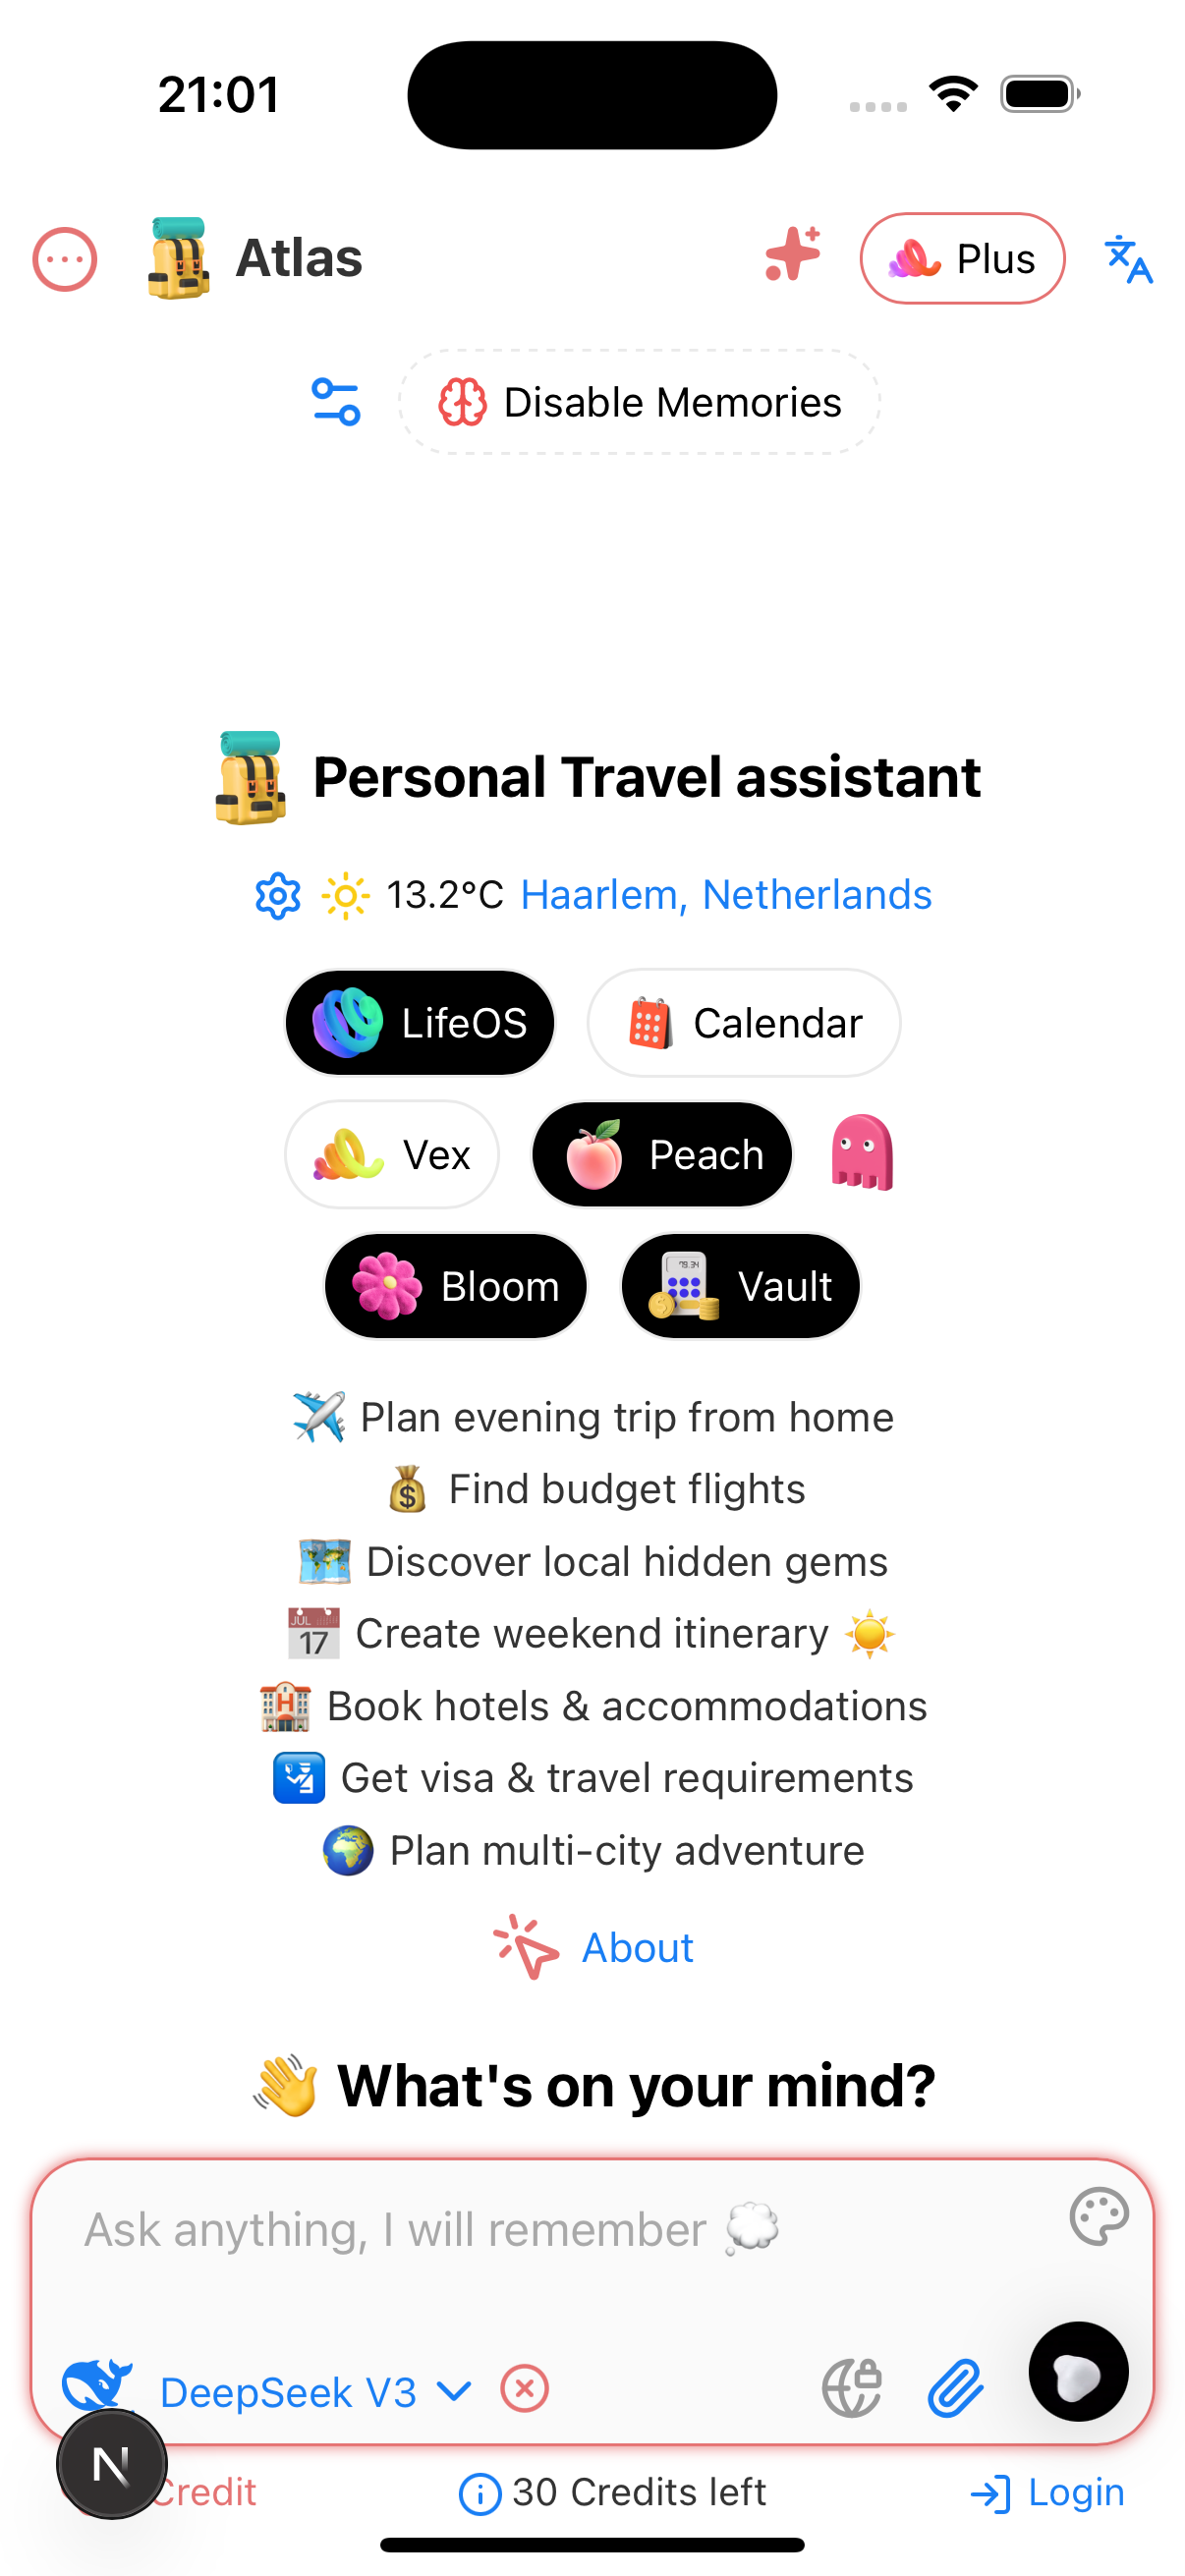 21:01
Atlas
Plus
Disable Memories
Personal Travel assistant
13.2°C Haarlem, Netherlands
LifeOS
Calendar
Vex
Peach
Bloom
Vault
Plan evening trip from home
Find budget flights
Discover local hidden gems
JUL
17
Create weekend itinerary
H
Book hotels & accommodations
Get visa & travel requirements
Plan multi-city adventure
About
What's on your mind?
Ask anything, I will remember
DeepSeek V3
N
Credit
30 Credits left
Login